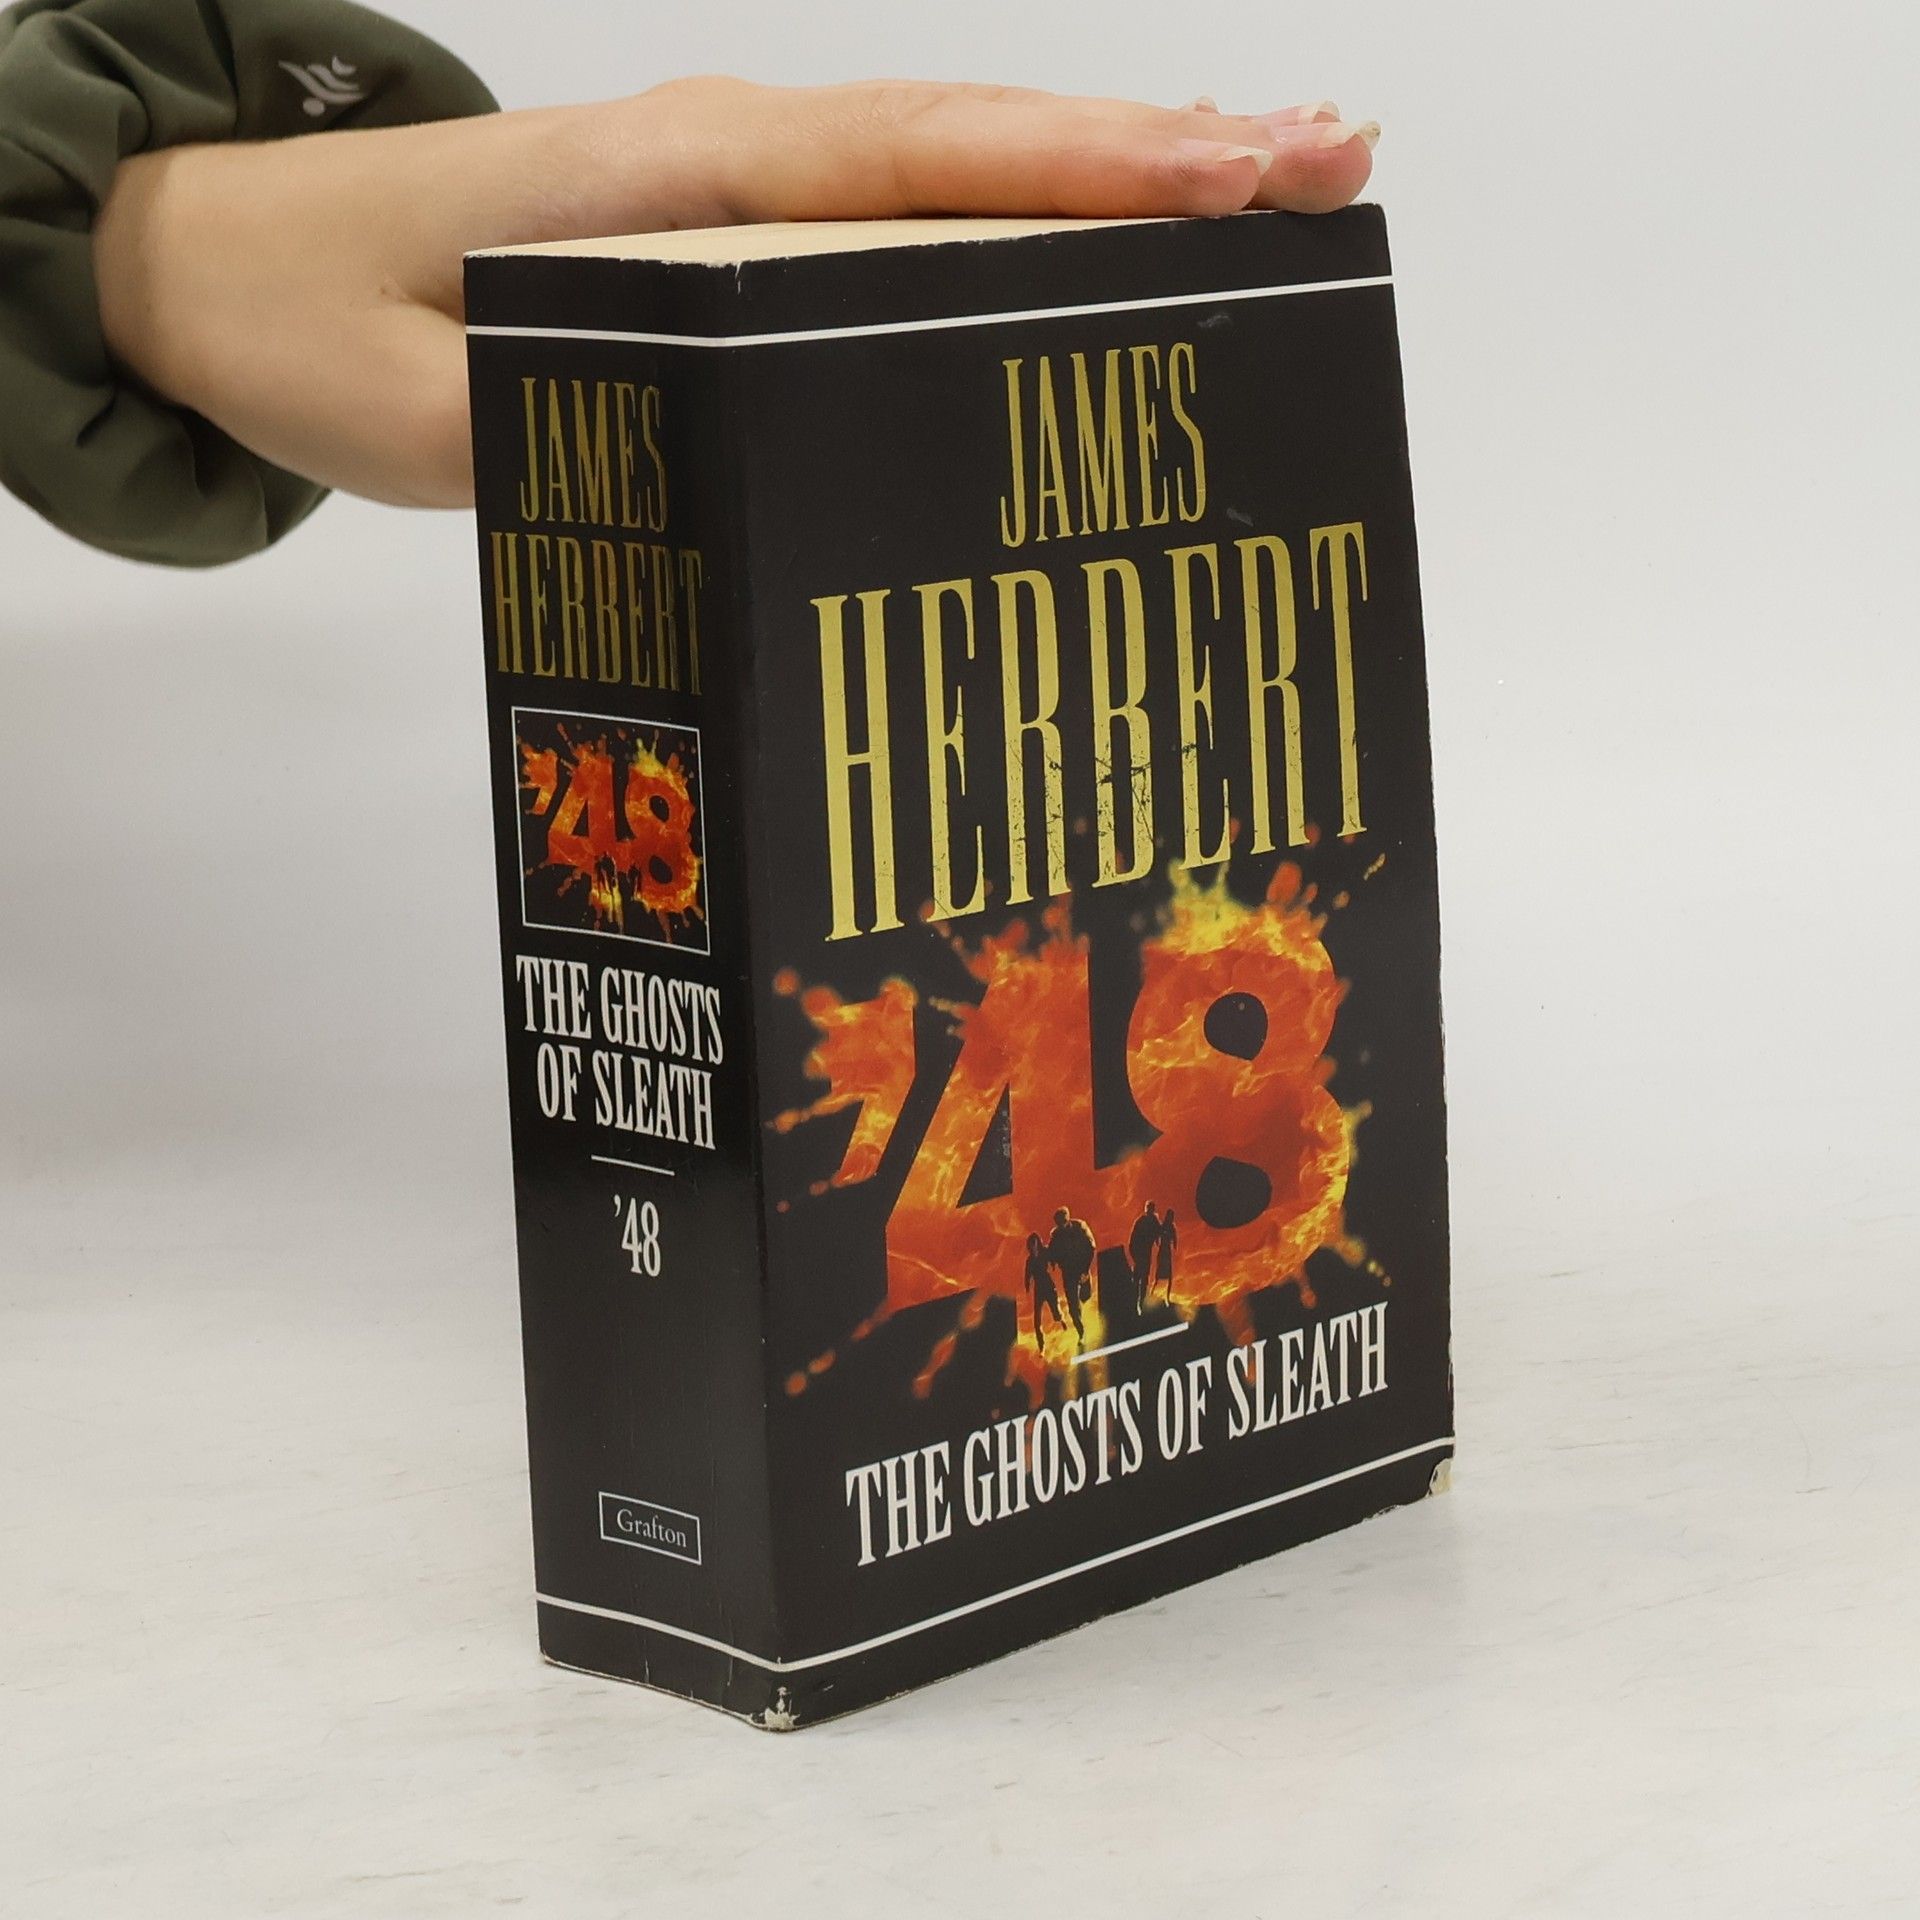 JAMES
HERBERT
'48
THE GHOSTS
OF SLEATH
'48
Grafton
JAMES
HERBERT
'48
THE GHOSTS OF SLEATH